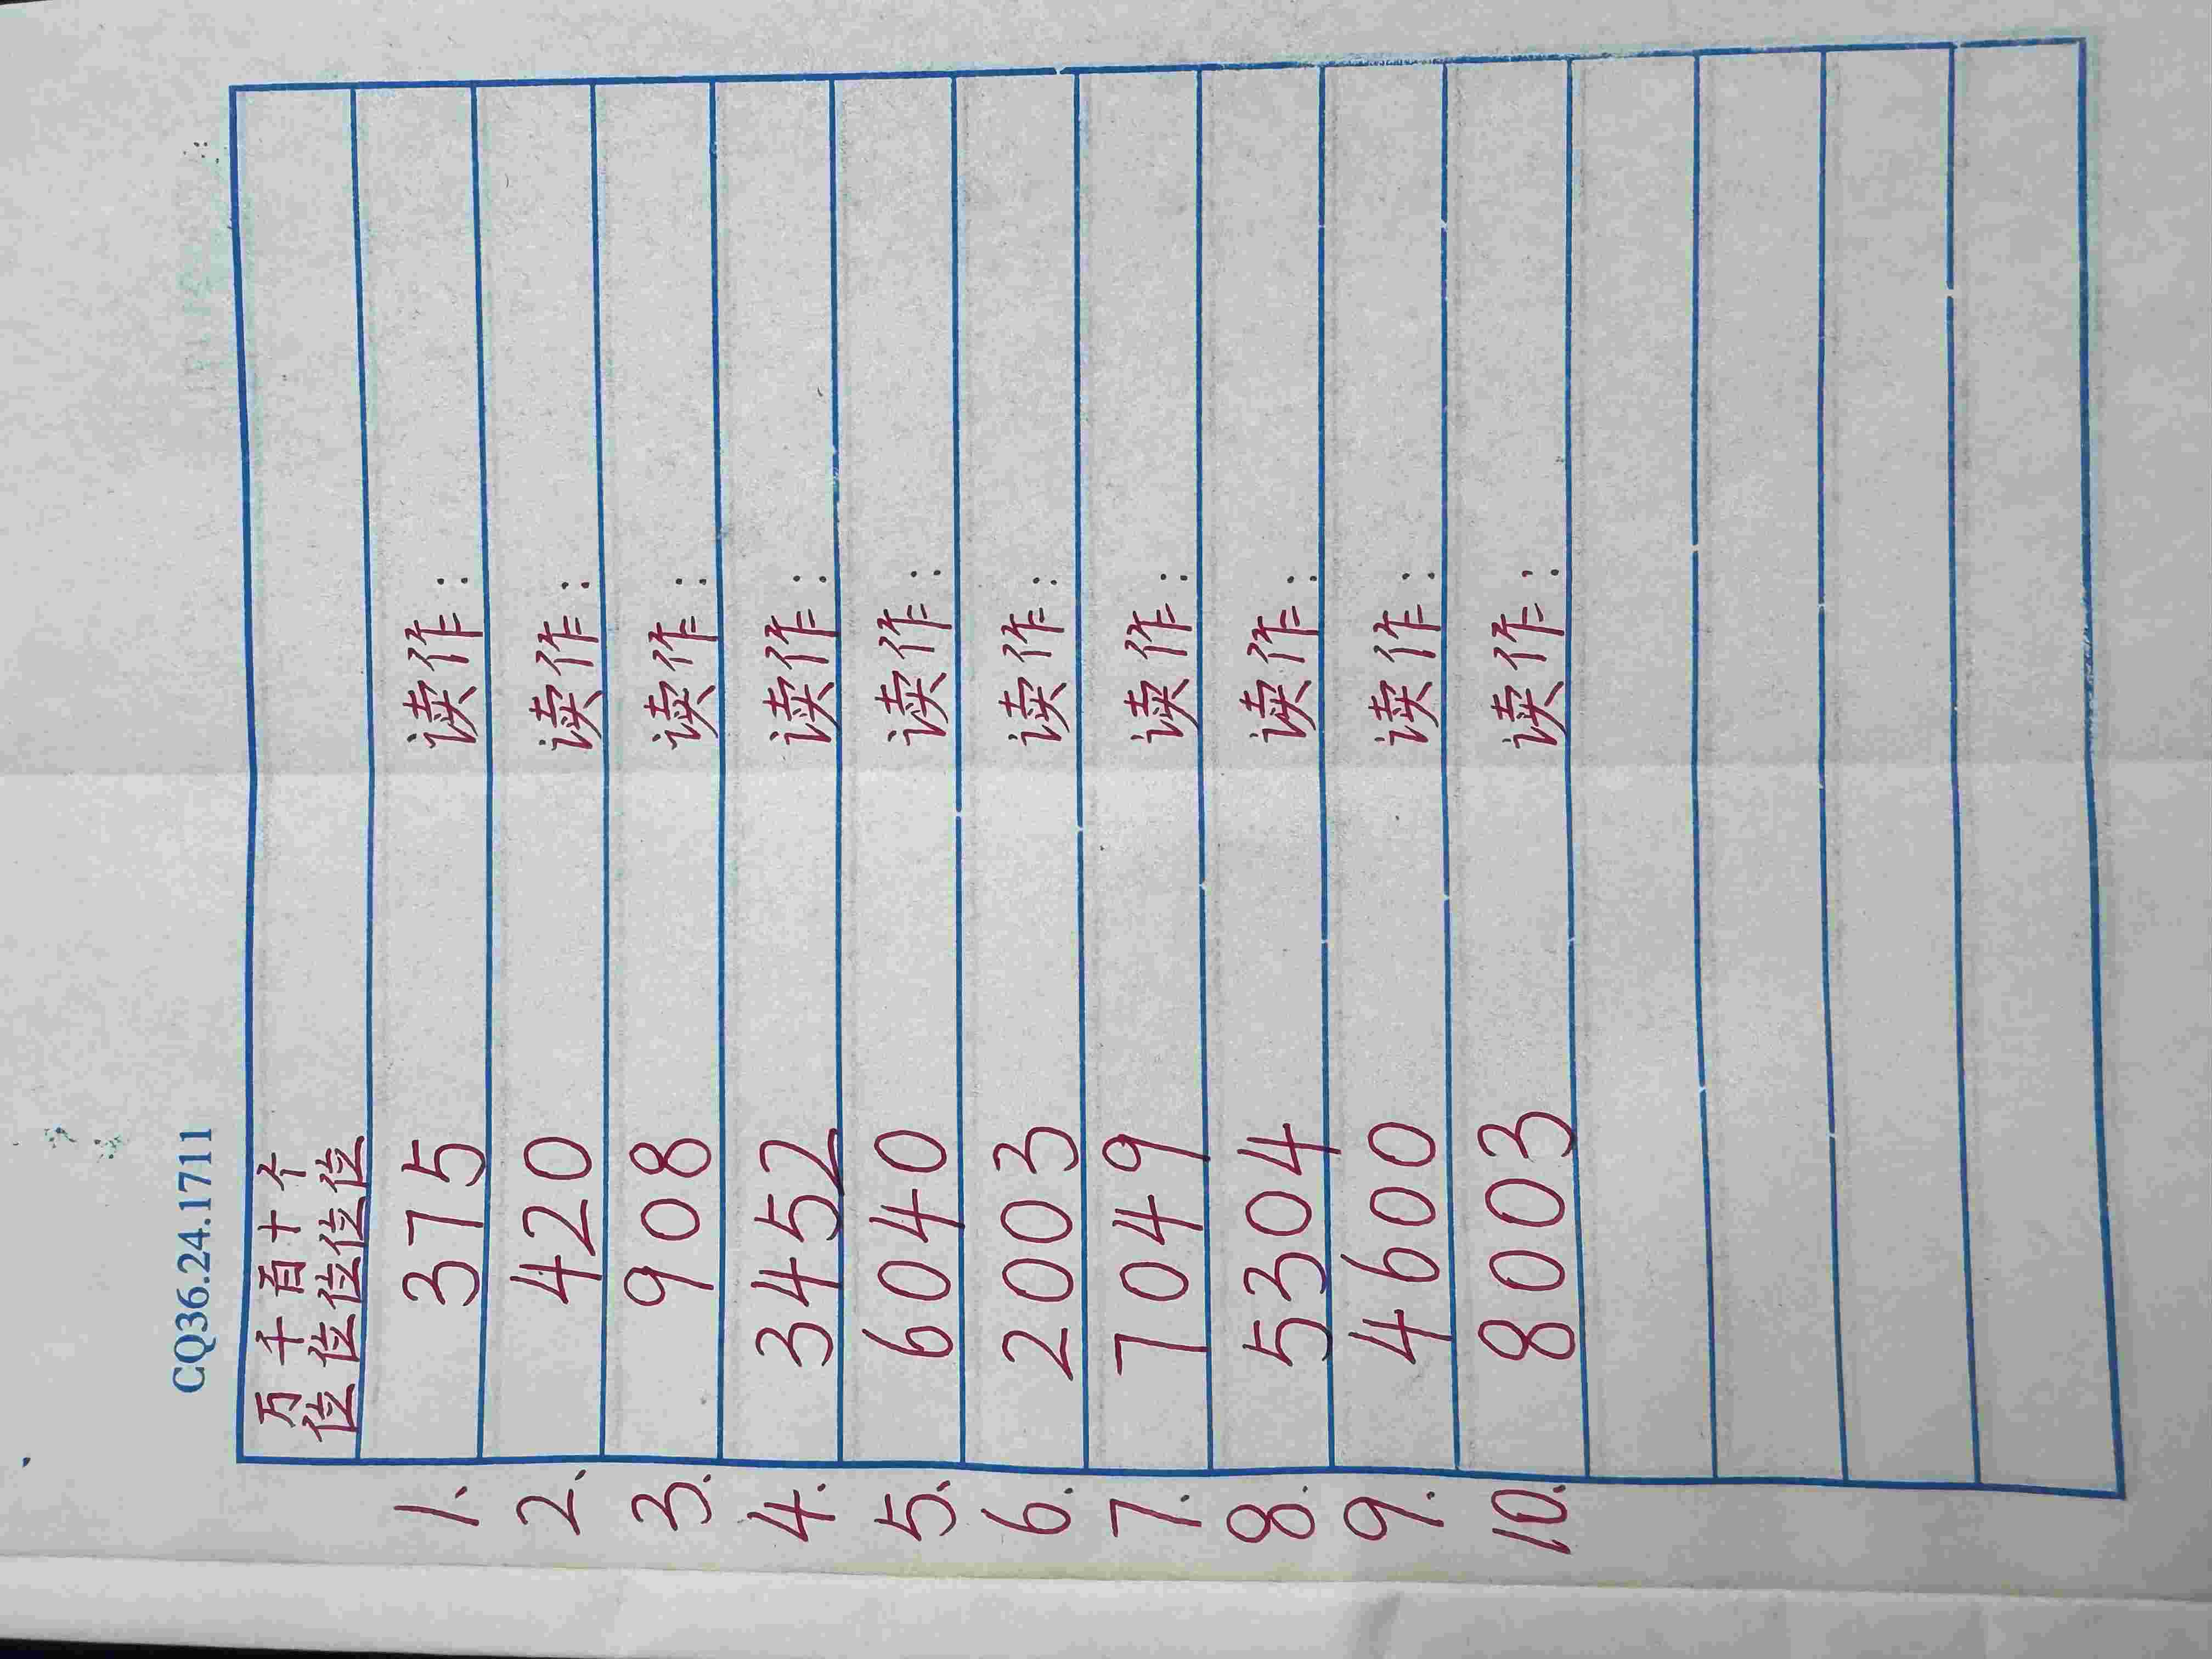 CQ36.24.1711
万 千 百 十 个
位 位 位 位 位
1、 375 读作：
2、 420 读作：
3、 908 读作：
4、 3452 读作：
5、 6040 读作：
6、 2003 读作：
7、 7049 读作：
8、 5304 读作：
9、 4600 读作：
10、 8003 读作：